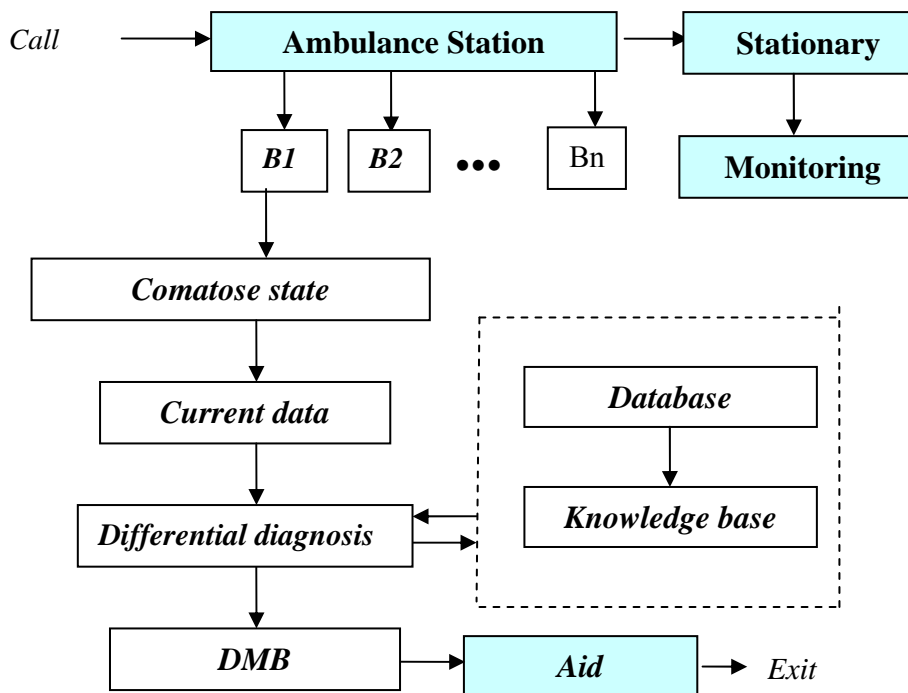 Call
Ambulance Station
Stationary
B1
B2
•••
Bn
Monitoring
Comatose state
Current data
Database
Differential diagnosis
Knowledge base
DMB
Aid
Exit